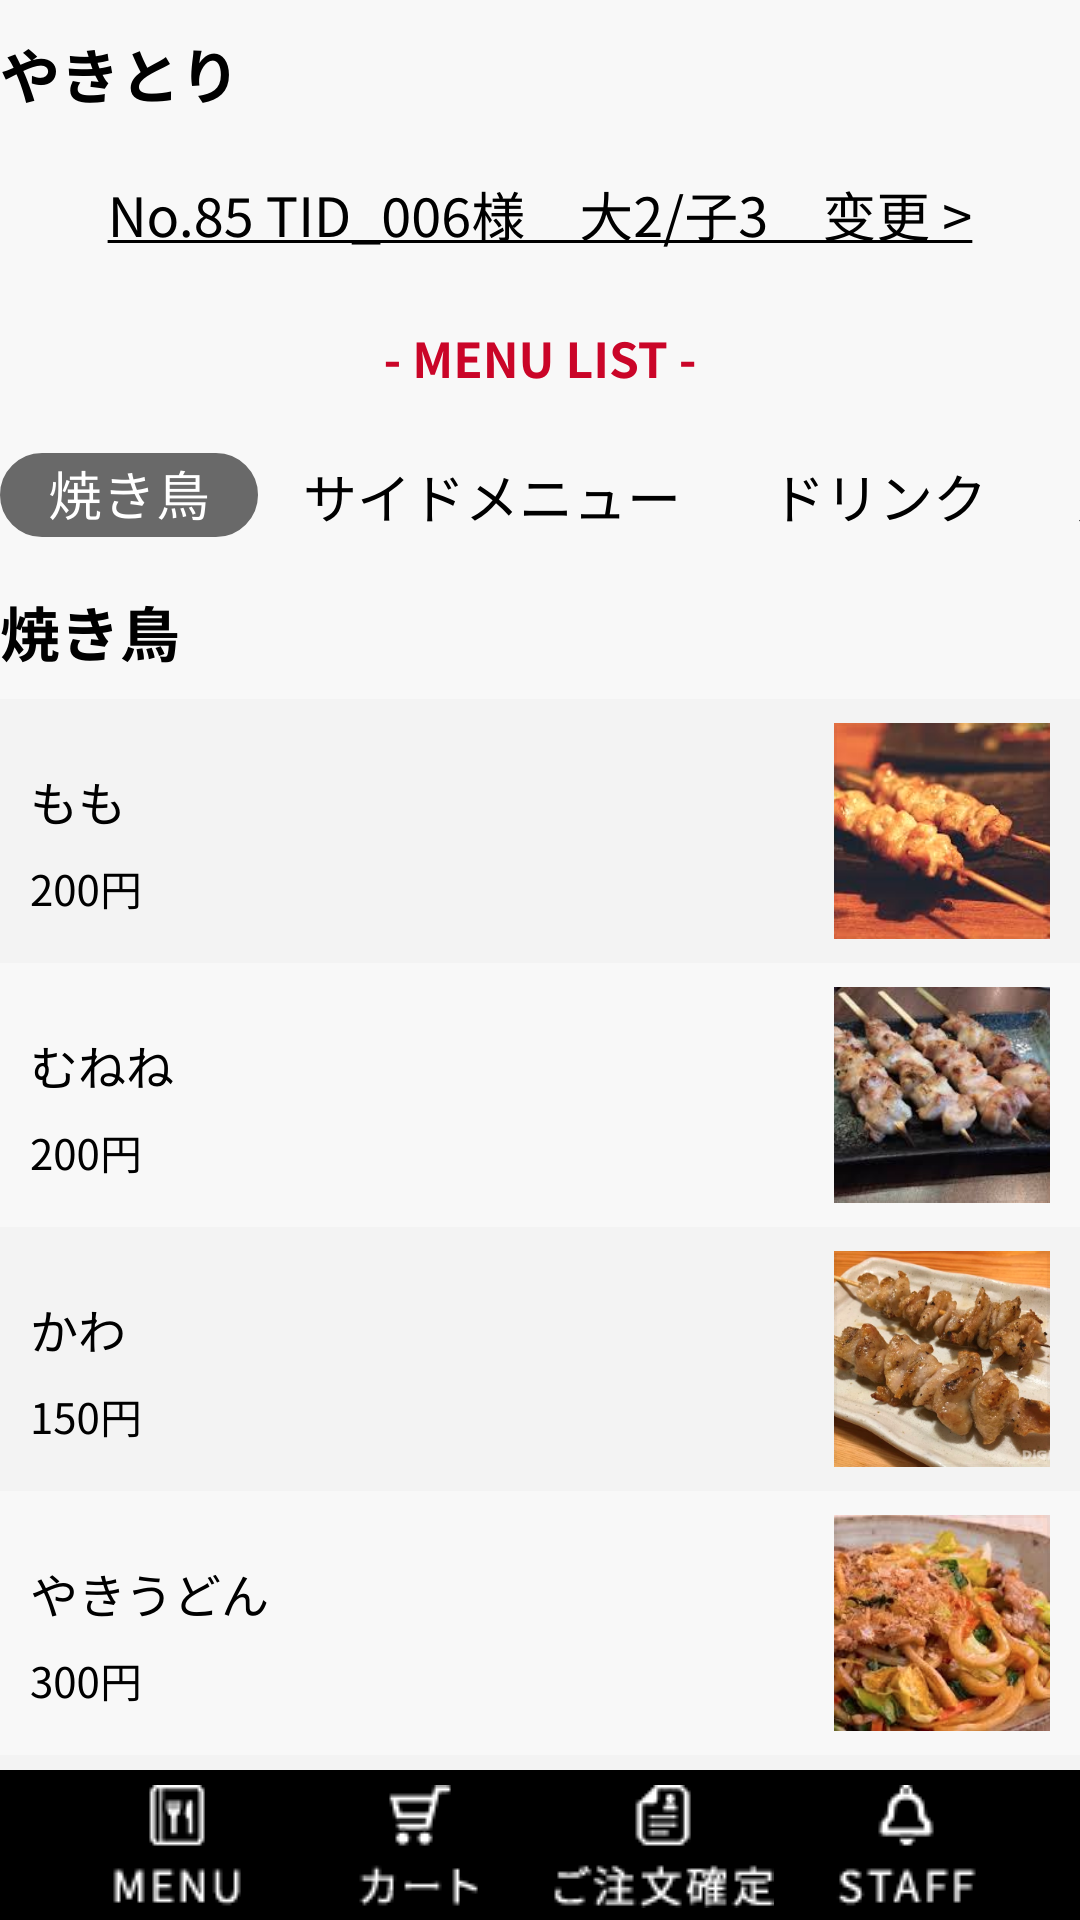 やきとり
No.85 TID_006様　大2/子3　变更 >
- MENU LIST -
焼き鳥　サイドメニュー　ドリンク
焼き鳥
もも
200円
むねね
200円
かわ
150円
やきうどん
300円
MENU　カート　ご注文確定　STAFF